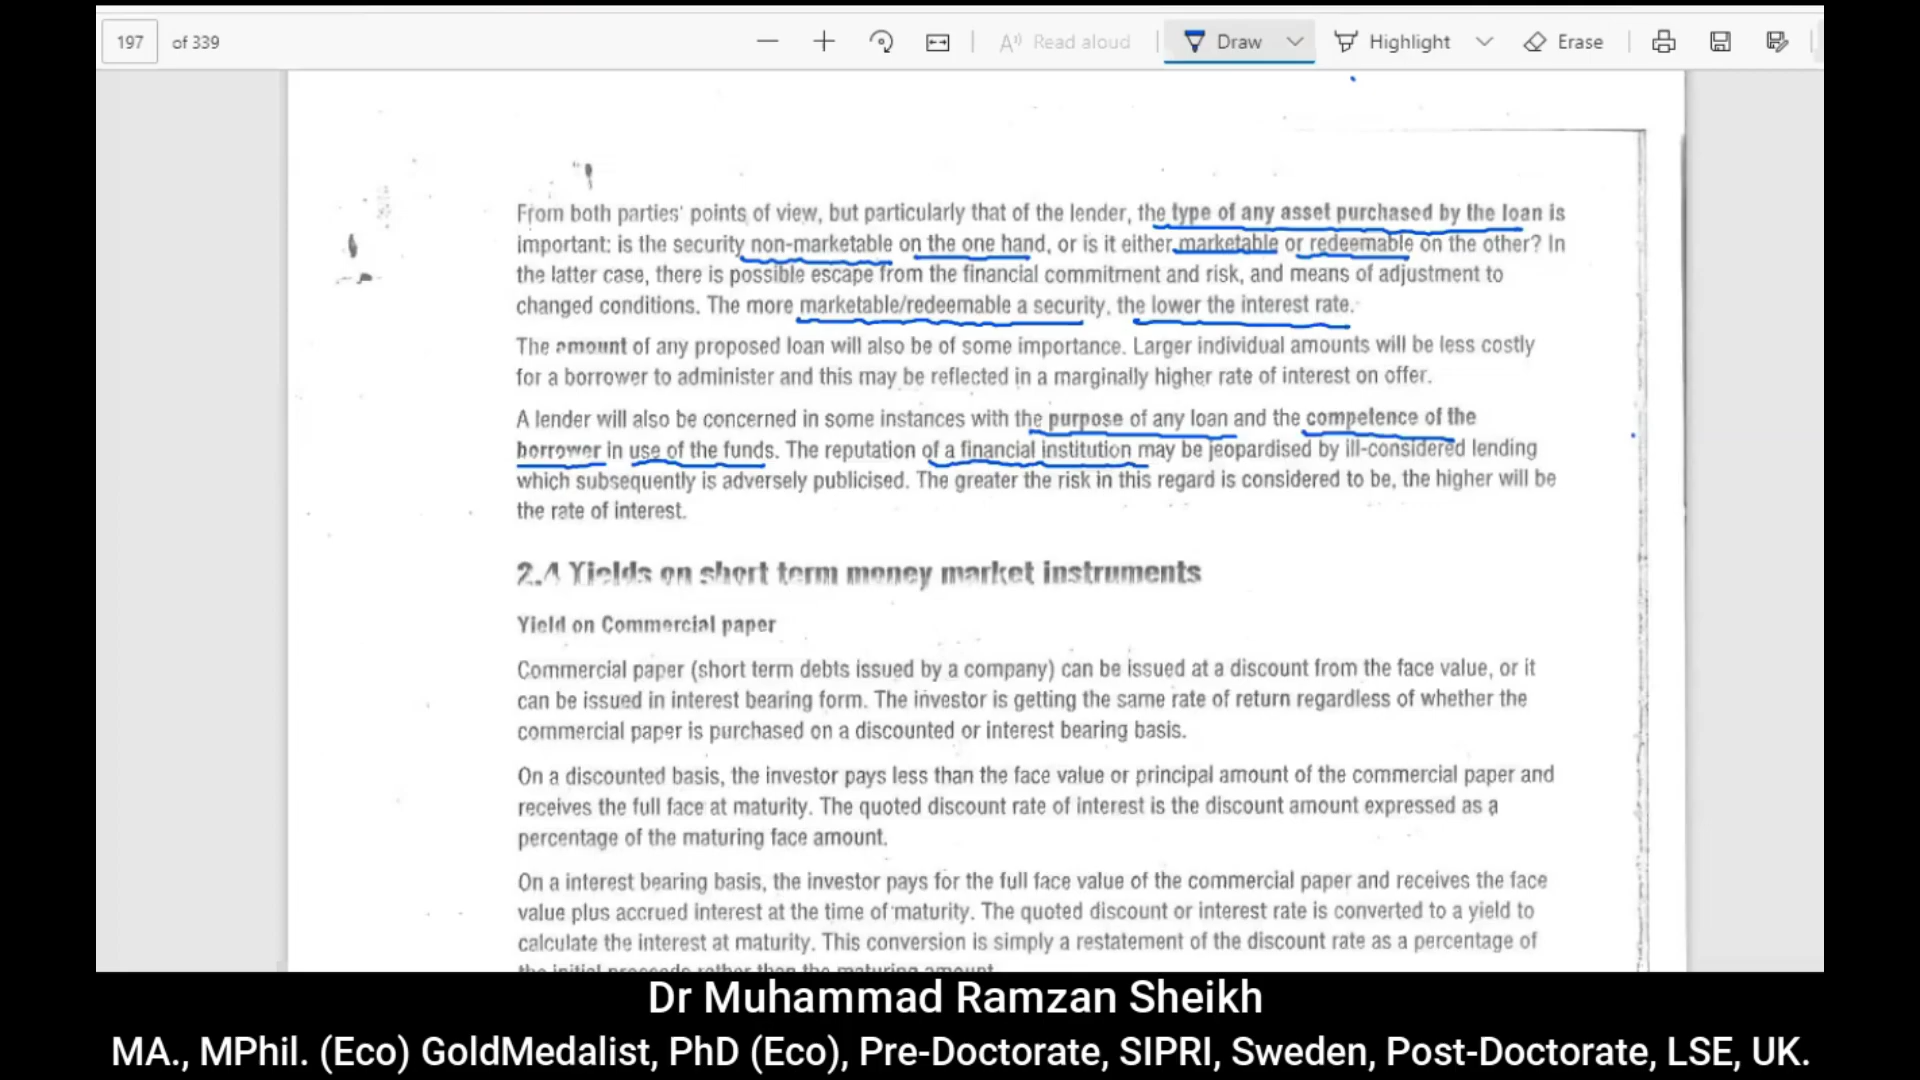 197 of 339 Read aloud Draw Highlight Erase
From both parties' points of view, but particularly that of the lender, the type of any asset purchased by the loan is
important: is the security non-marketable on the one hand, or is it either marketable or redeemable on the other? In
the latter case, there is possible escape from the financial commitment and risk, and means of adjustment to
changed conditions. The more marketable/redeemable a security, the lower the interest rate.
The amount of any proposed loan will also be of some importance. Larger individual amounts will be less costly
for a borrower to administer and this may be reflected in a marginally higher rate of interest on offer.
A lender will also be concerned in some instances with the purpose of any loan and the competence of the
borrower in use of the funds. The reputation of a financial institution may be jeopardised by ill-considered lending
which subsequently is adversely publicised. The greater the risk in this regard is considered to be, the higher will be
the rate of interest.
2.4 Yields on short term money market instruments
Yield on Commercial paper
Commercial paper (short term debts issued by a company) can be issued at a discount from the face value, or it
can be issued in interest bearing form. The investor is getting the same rate of return regardless of whether the
commercial paper is purchased on a discounted or interest bearing basis.
On a discounted basis, the investor pays less than the face value or principal amount of the commercial paper and
receives the full face at maturity. The quoted discount rate of interest is the discount amount expressed as a
percentage of the maturing face amount.
On a interest bearing basis, the investor pays for the full face value of the commercial paper and receives the face
value plus accrued interest at the time of maturity. The quoted discount or interest rate is converted to a yield to
calculate the interest at maturity. This conversion is simply a restatement of the discount rate as a percentage of
the initial proceeds rather than the maturing amount
Dr Muhammad Ramzan Sheikh
MA., MPhil. (Eco) GoldMedalist, PhD (Eco), Pre-Doctorate, SIPRI, Sweden, Post-Doctorate, LSE, UK.